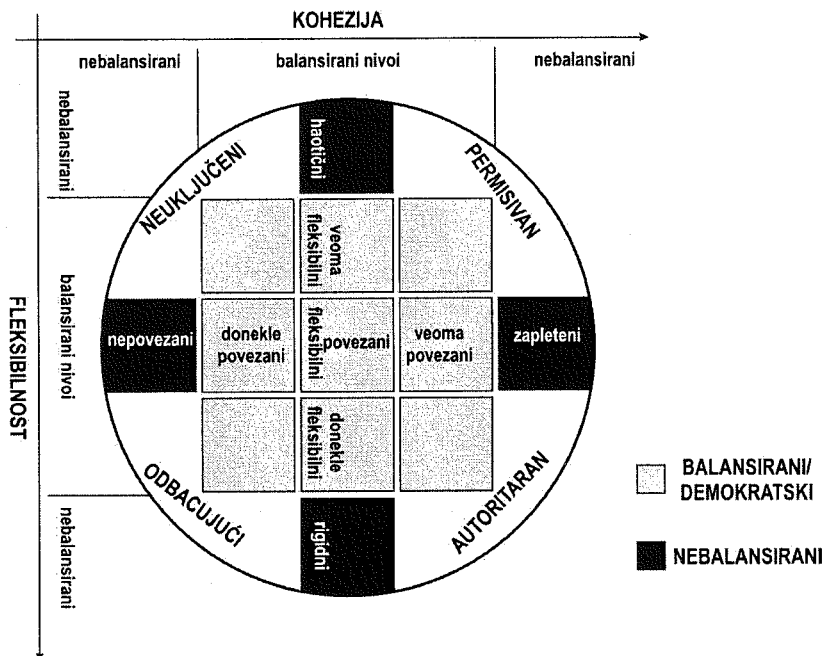 KOHEZIJA
nebalansirani
balansirani nivoi
nebalansirani
FLEKSIBILNOST
nebalansirani
balansirani nivoi
nebalansirani
NEUKLJUČENI
haotični
PERMISIVAN
veoma
fleksibilni
nepovezani
donekle
povezani
fleksibilni
povezani
veoma
povezani
zapleteni
donekle
fleksibilni
ODBACUJUĆI
rigidni
AUTORITARAN
BALANSIRANI/
DEMOKRATSKI
NEBALANSIRANI